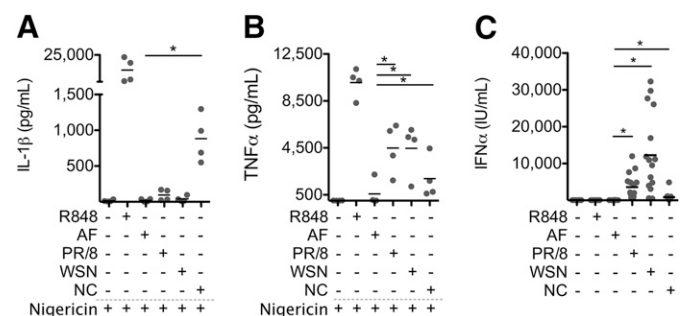 A
IL-1β (pg/mL)
25,000
1,500
1,000
500
*
R848 - + - - - -
AF - - + - - -
PR/8 - - - + - -
WSN - - - - + -
NC - - - - - +
Nigericin + + + + + +
B
TNFα (pg/mL)
12,500
8,500
4,500
500
*
*
*
R848 - + - - - -
AF - - + - - -
PR/8 - - - + - -
WSN - - - - + -
NC - - - - - +
Nigericin + + + + + +
C
IFNα (IU/mL)
40,000
30,000
20,000
10,000
*
*
*
R848 - + - - - -
AF - - + - - -
PR/8 - - - + - -
WSN - - - - + -
NC - - - - - +